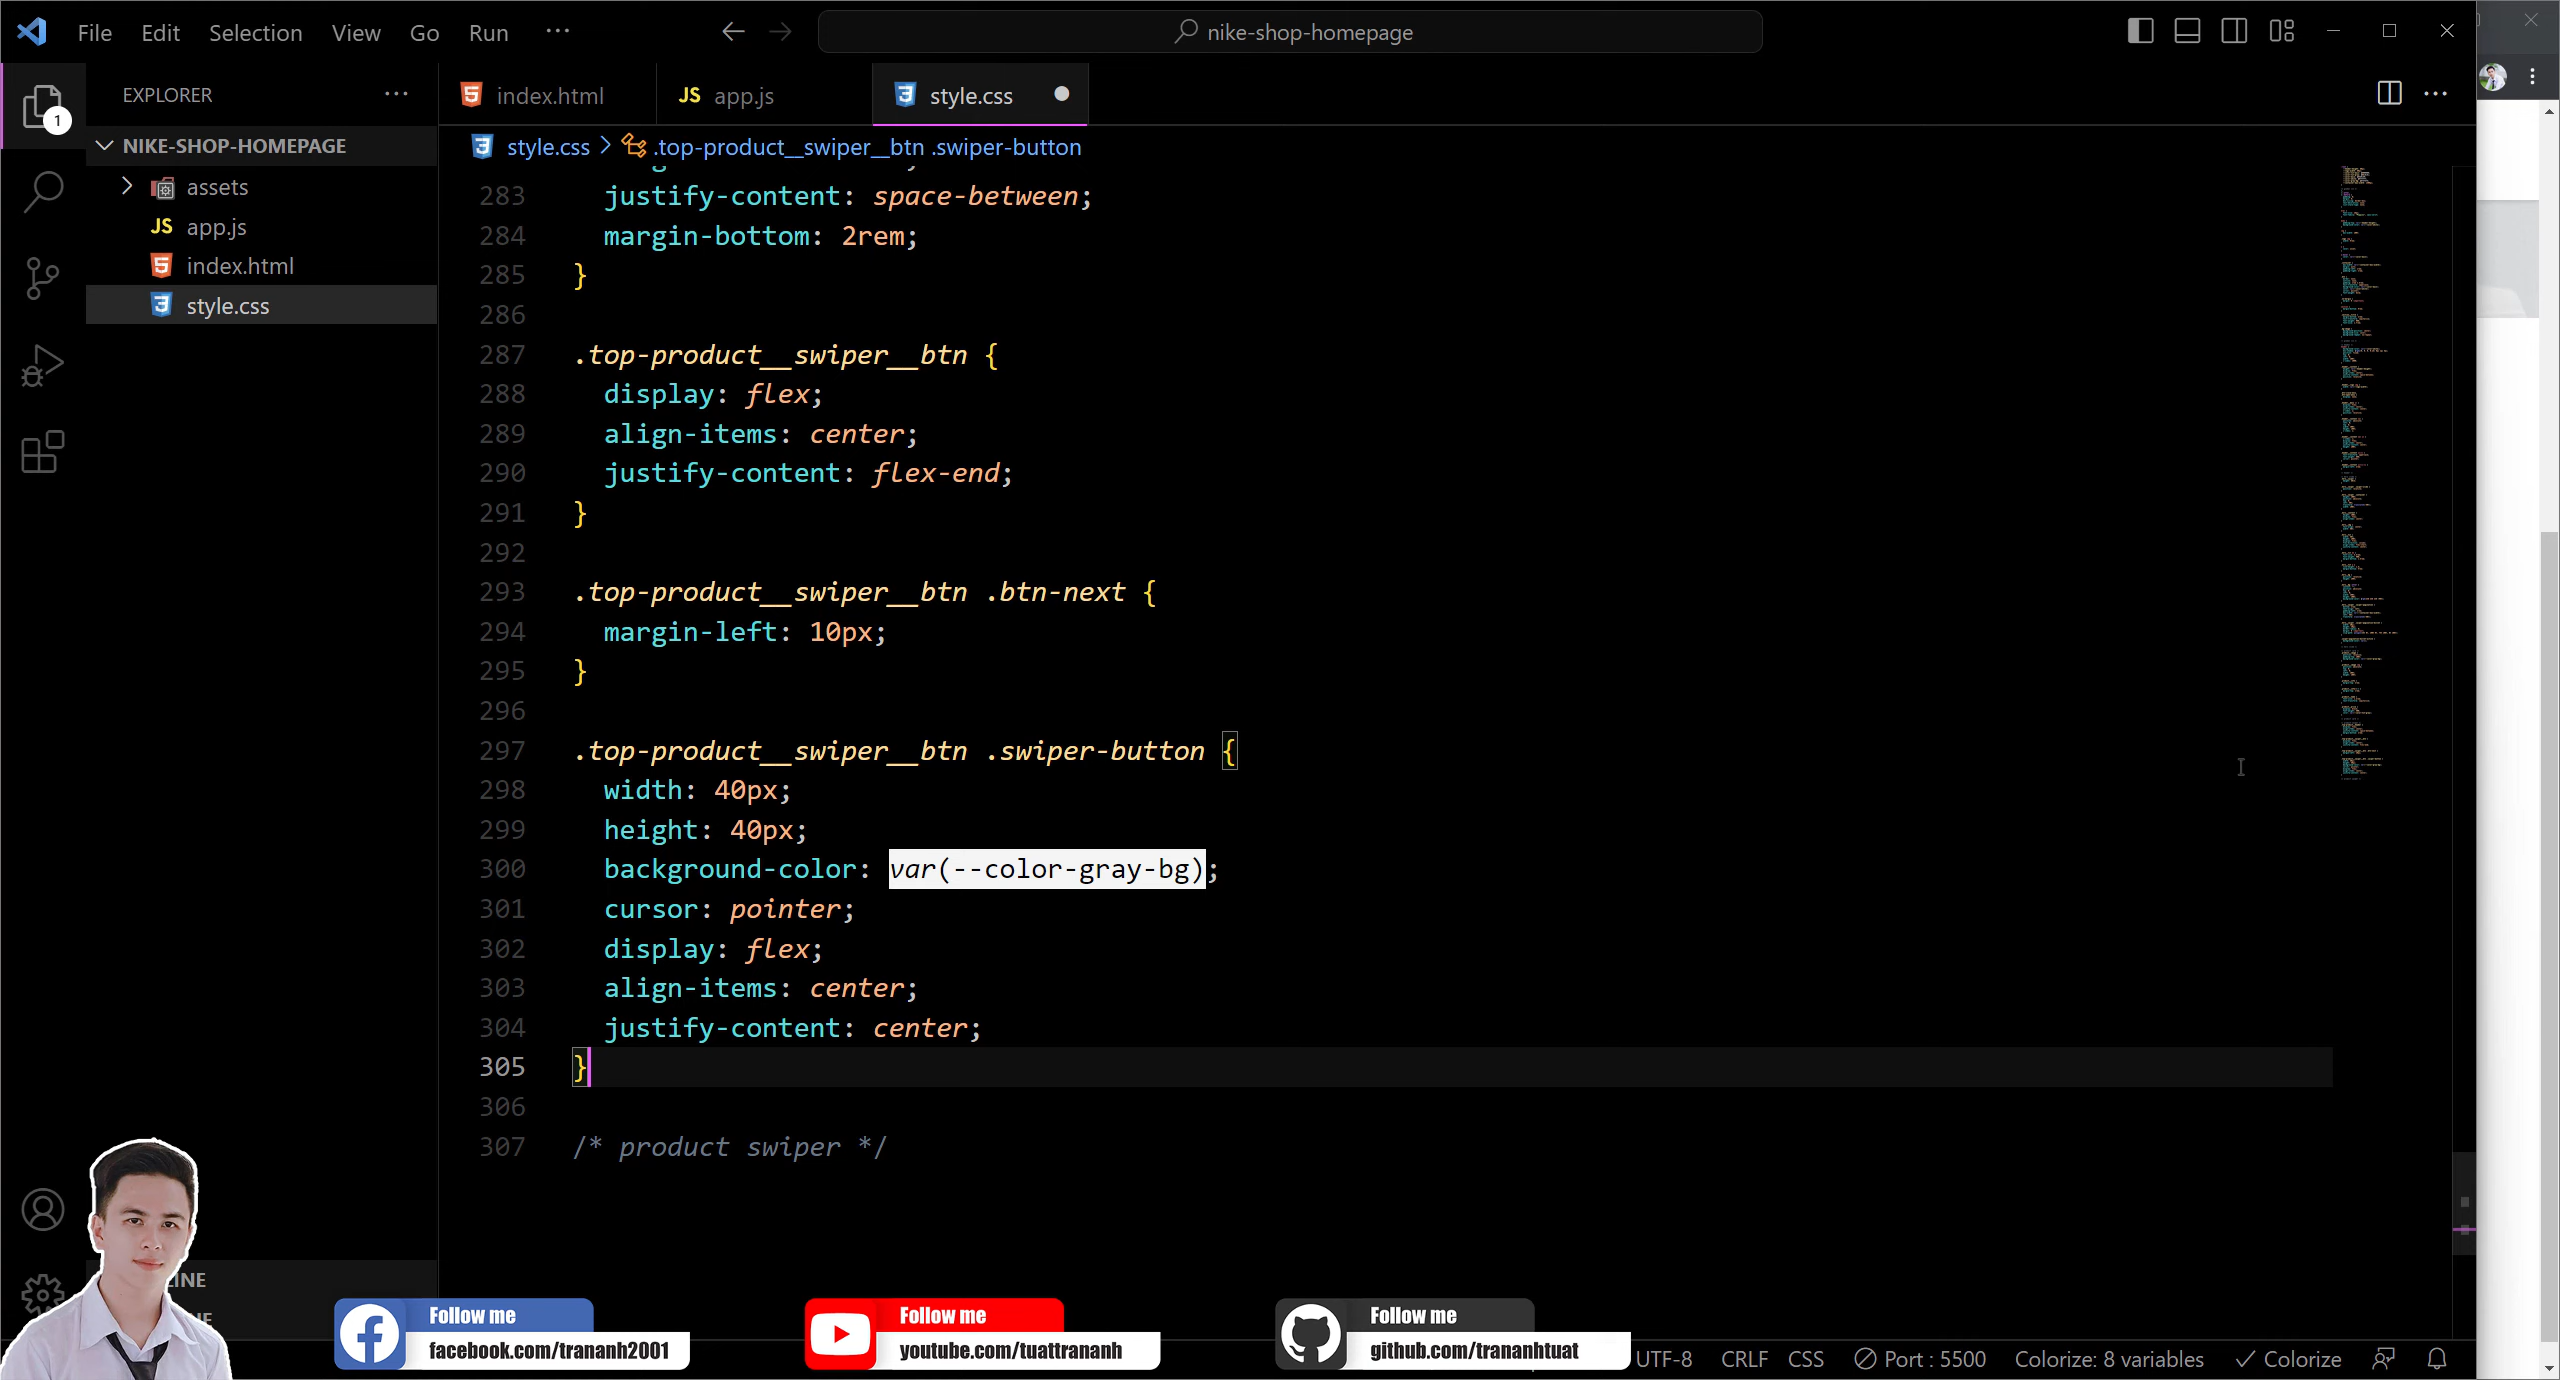 File Edit Selection View Go Run ···
nike-shop-homepage
1
EXPLORER
NIKE-SHOP-HOMEPAGE
assets
JS app.js
index.html
style.css
index.html
JS app.js
style.css
style.css > .top-product__swiper__btn .swiper-button
283 justify-content: space-between;
284 margin-bottom: 2rem;
285 }
286
287 .top-product__swiper__btn {
288 display: flex;
289 align-items: center;
290 justify-content: flex-end;
291 }
292
293 .top-product__swiper__btn .btn-next {
294 margin-left: 10px;
295 }
296
297 .top-product__swiper__btn .swiper-button {
298 width: 40px;
299 height: 40px;
300 background-color: var(--color-gray-bg);
301 cursor: pointer;
302 display: flex;
303 align-items: center;
304 justify-content: center;
305 }
306
307 /* product swiper */
Follow me
facebook.com/trananh2001
Follow me
youtube.com/tuattrananh
Follow me
github.com/trananhtuat
UTF-8 CRLF CSS Port : 5500 Colorize: 8 variables Colorize